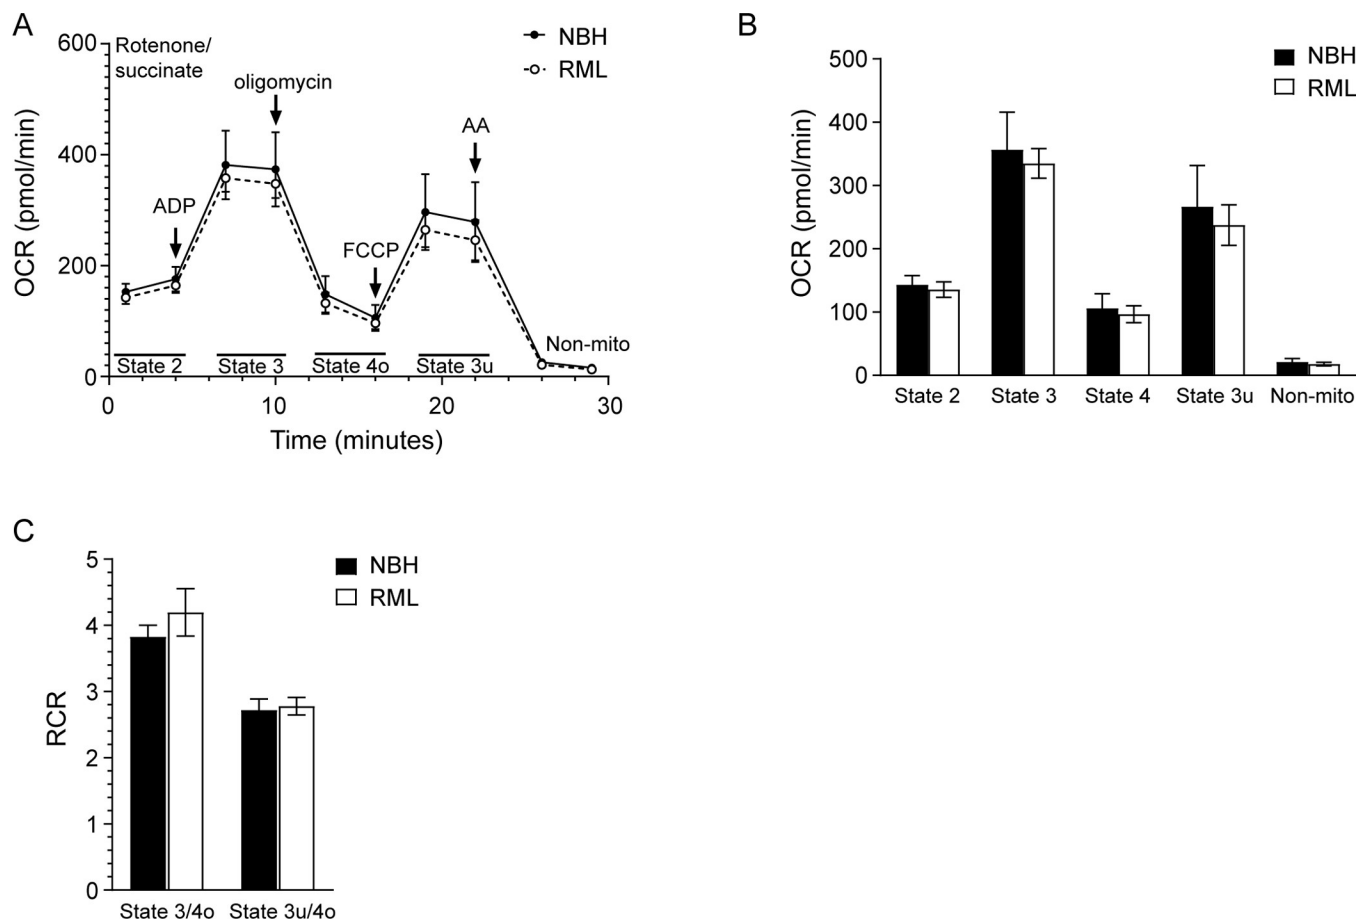 A
600
400
200
0
OCR (pmol/min)
Rotenone/
succinate
ADP
oligomycin
FCCP
AA
Non-mito
State 2
State 3
State 4o
State 3u
0
10
20
30
Time (minutes)
NBH
RML
B
500
400
300
200
100
0
OCR (pmol/min)
NBH
RML
State 2
State 3
State 4
State 3u
Non-mito
C
5
4
3
2
1
0
RCR
NBH
RML
State 3/4o
State 3u/4o